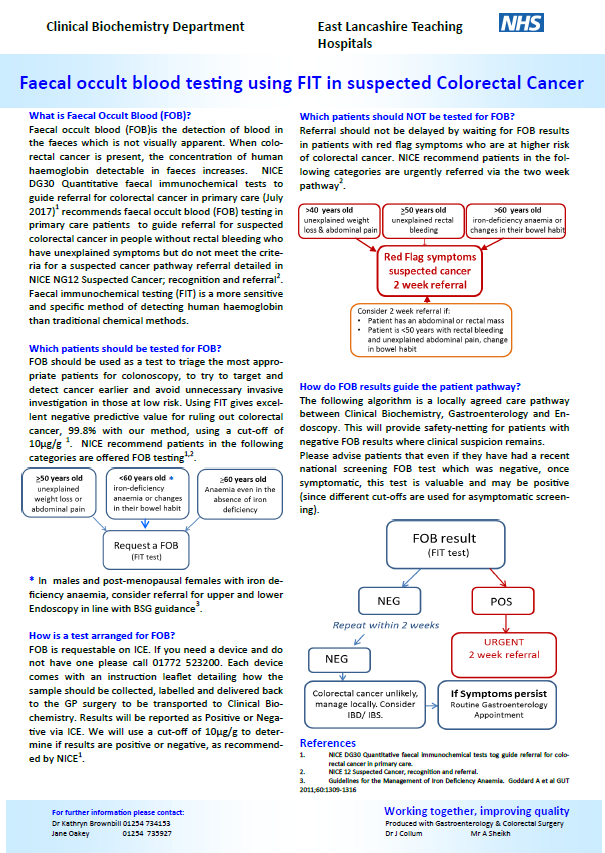 Clinical Biochemistry Department
East Lancashire Teaching
Hospitals
NHS
Faecal occult blood testing using FIT in suspected Colorectal Cancer
What is Faecal Occult Blood (FOB)?
Faecal occult blood (FOB)is the detection of blood in
the faeces which is not visually apparent. When colo-
rectal cancer is present, the concentration of human
haemoglobin detectable in faeces increases. NICE
DG30 Quantitative faecal immunochemical tests to
guide referral for colorectal cancer in primary care (July
2017)1 recommends faecal occult blood (FOB) testing in
primary care patients to guide referral for suspected
colorectal cancer in people without rectal bleeding who
have unexplained symptoms but do not meet the crite-
ria for a suspected cancer pathway referral detailed in
NICE NG12 Suspected Cancer; recognition and referral2.
Faecal immunochemical testing (FIT) is a more sensitive
and specific method of detecting human haemoglobin
than traditional chemical methods.
Which patients should be tested for FOB?
FOB should be used as a test to triage the most appro-
priate patients for colonoscopy, to try to target and
detect cancer earlier and avoid unnecessary invasive
investigation in those at low risk. Using FIT gives excel-
lent negative predictive value for ruling out colorectal
cancer, 99.8% with our method, using a cut-off of
10µg/g 1. NICE recommend patients in the following
categories are offered FOB testing1,2.
≥50 years old
unexplained
weight loss or
abdominal pain
<60 years old *
iron-deficiency
anaemia or changes
in their bowel habit
≥60 years old
Anaemia even in the
absence of iron
deficiency
Request a FOB
(FIT test)
* In males and post-menopausal females with iron de-
ficiency anaemia, consider referral for upper and lower
Endoscopy in line with BSG guidance3.
How is a test arranged for FOB?
FOB is requestable on ICE. If you need a device and do
not have one please call 01772 523200. Each device
comes with an instruction leaflet detailing how the
sample should be collected, labelled and delivered back
to the GP surgery to be transported to Clinical Bio-
chemistry. Results will be reported as Positive or Nega-
tive via ICE. We will use a cut-off of 10µg/g to deter-
mine if results are positive or negative, as recommend-
ed by NICE1.
Which patients should NOT be tested for FOB?
Referral should not be delayed by waiting for FOB results
in patients with red flag symptoms who are at higher risk
of colorectal cancer. NICE recommend patients in the fol-
lowing categories are urgently referred via the two week
pathway2.
>40 years old
unexplained weight
loss & abdominal pain
≥50 years old
unexplained rectal
bleeding
>60 years old
iron-deficiency anaemia or
changes in their bowel habit
Red Flag symptoms
suspected cancer
2 week referral
Consider 2 week referral if:
• Patient has an abdominal or rectal mass
• Patient is <50 years with rectal bleeding
and unexplained abdominal pain, change
in bowel habit
How do FOB results guide the patient pathway?
The following algorithm is a locally agreed care pathway
between Clinical Biochemistry, Gastroenterology and En-
doscopy. This will provide safety-netting for patients with
negative FOB results where clinical suspicion remains.
Please advise patients that even if they have had a recent
national screening FOB test which was negative, once
symptomatic, this test is valuable and may be positive
(since different cut-offs are used for asymptomatic screen-
ing).
FOB result
(FIT test)
NEG
POS
Repeat within 2 weeks
NEG
URGENT
2 week referral
Colorectal cancer unlikely,
manage locally. Consider
IBD/ IBS.
If Symptoms persist
Routine Gastroenterology
Appointment
References
1. NICE DG30 Quantitative faecal immunochemical tests tog guide referral for colo-
rectal cancer in primary care.
2. NICE 12 Suspected Cancer, recognition and referral.
3. Guidelines for the Management of Iron Deficiency Anaemia. Goddard A et al GUT
2011;60:1309-1316
For further information please contact:
Dr Kathryn Brownbill 01254 734153
Jane Oakey 01254 735927
Working together, improving quality
Produced with Gastroenterology & Colorectal Surgery
Dr J Collum Mr A Sheikh